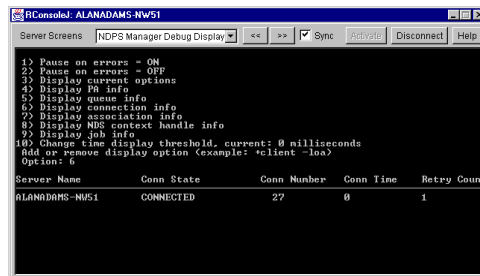 RConsoleJ: ALANADAMS-NW51
Server Screens NDPS Manager Debug Display << >> Sync Activate Disconnect Help
1) Pause on errors = ON
2) Pause on errors = OFF
3) Display current options
4) Display PA info
5) Display queue info
6) Display connection info
7) Display association info
8) Display NDS context handle info
9) Display job info
10) Change time display threshold, current: 0 milliseconds
Add or remove display option (example: +client -loa)
Option: 6
Server Name Conn State Conn Number Conn Time Retry Coun
ALANADAMS-NW51 CONNECTED 27 0 1